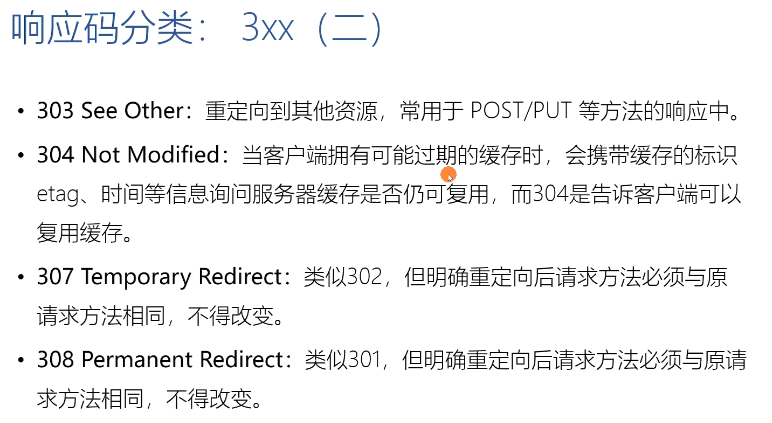 响应码分类： 3xx（二）
• 303 See Other：重定向到其他资源，常用于 POST/PUT 等方法的响应中。
• 304 Not Modified：当客户端拥有可能过期的缓存时，会携带缓存的标识
etag、时间等信息询问服务器缓存是否仍可复用，而304是告诉客户端可以
复用缓存。
• 307 Temporary Redirect：类似302，但明确重定向后请求方法必须与原
请求方法相同，不得改变。
• 308 Permanent Redirect：类似301，但明确重定向后请求方法必须与原请
求方法相同，不得改变。